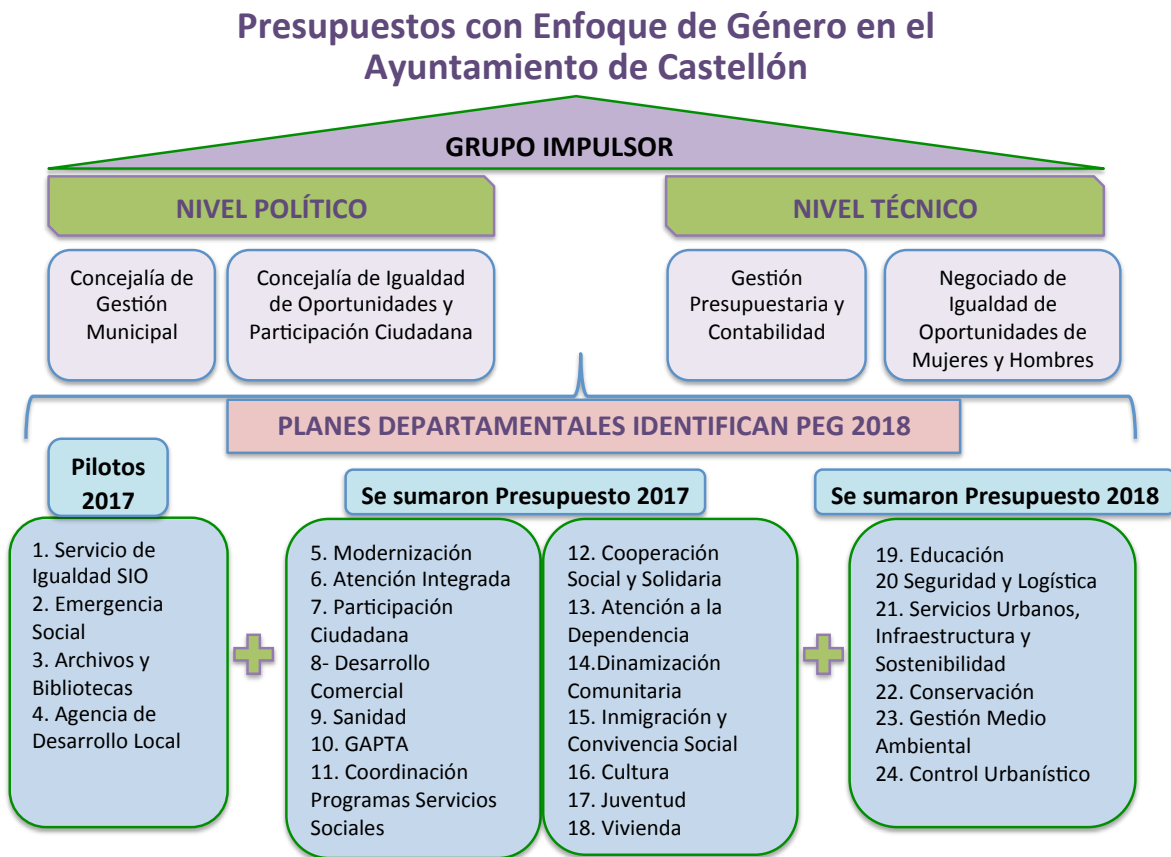 Presupuestos con Enfoque de Género en el
Ayuntamiento de Castellón
GRUPO IMPULSOR
NIVEL POLÍTICO
NIVEL TÉCNICO
Concejalía de
Gestión
Municipal
Concejalía de Igualdad
de Oportunidades y
Participación Ciudadana
Gestión
Presupuestaria y
Contabilidad
Negociado de
Igualdad de
Oportunidades de
Mujeres y Hombres
PLANES DEPARTAMENTALES IDENTIFICAN PEG 2018
Pilotos
2017
1. Servicio de
Igualdad SIO
2. Emergencia
Social
3. Archivos y
Bibliotecas
4. Agencia de
Desarrollo Local
Se sumaron Presupuesto 2017
5. Modernización
6. Atención Integrada
7. Participación
Ciudadana
8- Desarrollo
Comercial
9. Sanidad
10. GAPTA
11. Coordinación
Programas Servicios
Sociales
12. Cooperación
Social y Solidaria
13. Atención a la
Dependencia
14.Dinamización
Comunitaria
15. Inmigración y
Convivencia Social
16. Cultura
17. Juventud
18. Vivienda
Se sumaron Presupuesto 2018
19. Educación
20 Seguridad y Logística
21. Servicios Urbanos,
Infraestructura y
Sostenibilidad
22. Conservación
23. Gestión Medio
Ambiental
24. Control Urbanístico